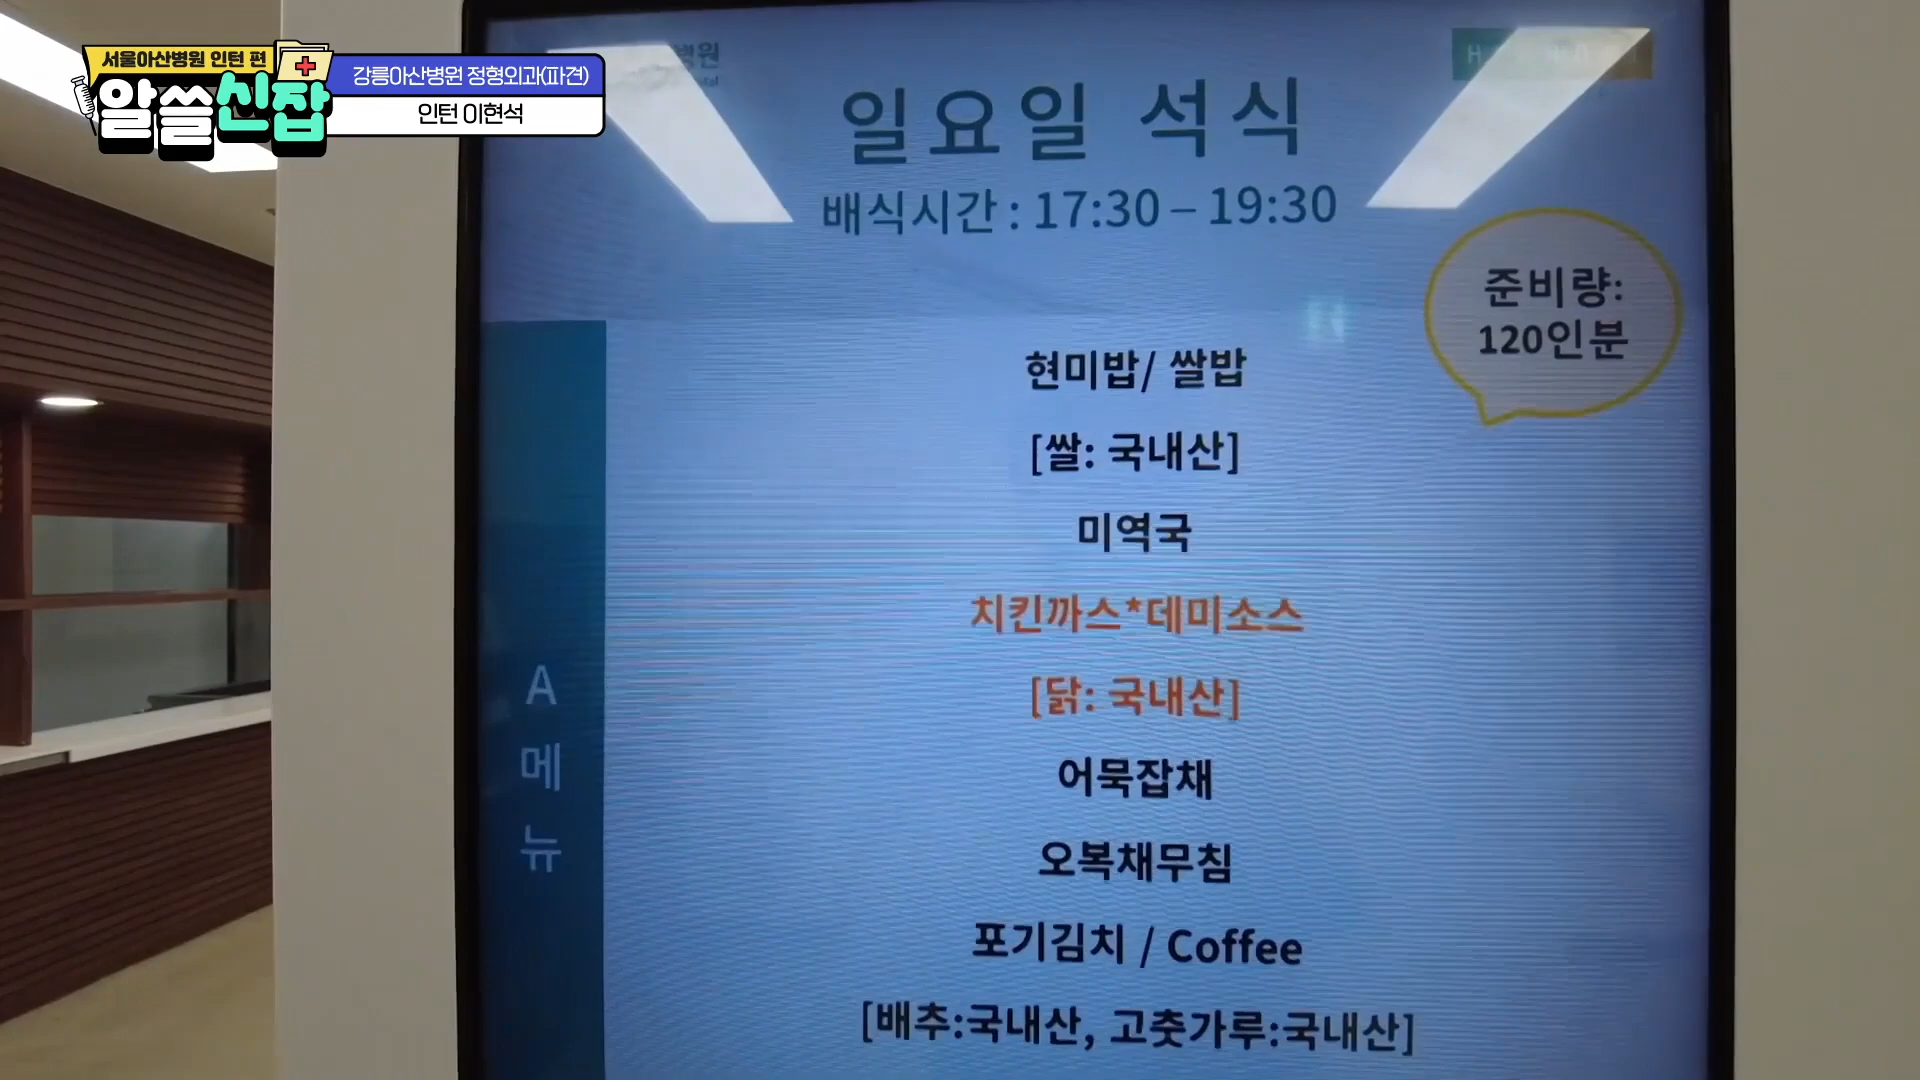 서울아산병원 인턴 편
알쓸신잡
강릉아산병원 정형외과(파견)
인턴 이현석
병원
일요일 석식
배식시간 : 17:30 – 19:30
준비량:
120인분
현미밥/ 쌀밥
[쌀: 국내산]
미역국
치킨까스*데미소스
[닭: 국내산]
A
메
뉴
어묵잡채
오복채무침
포기김치 / Coffee
[배추:국내산, 고춧가루:국내산]